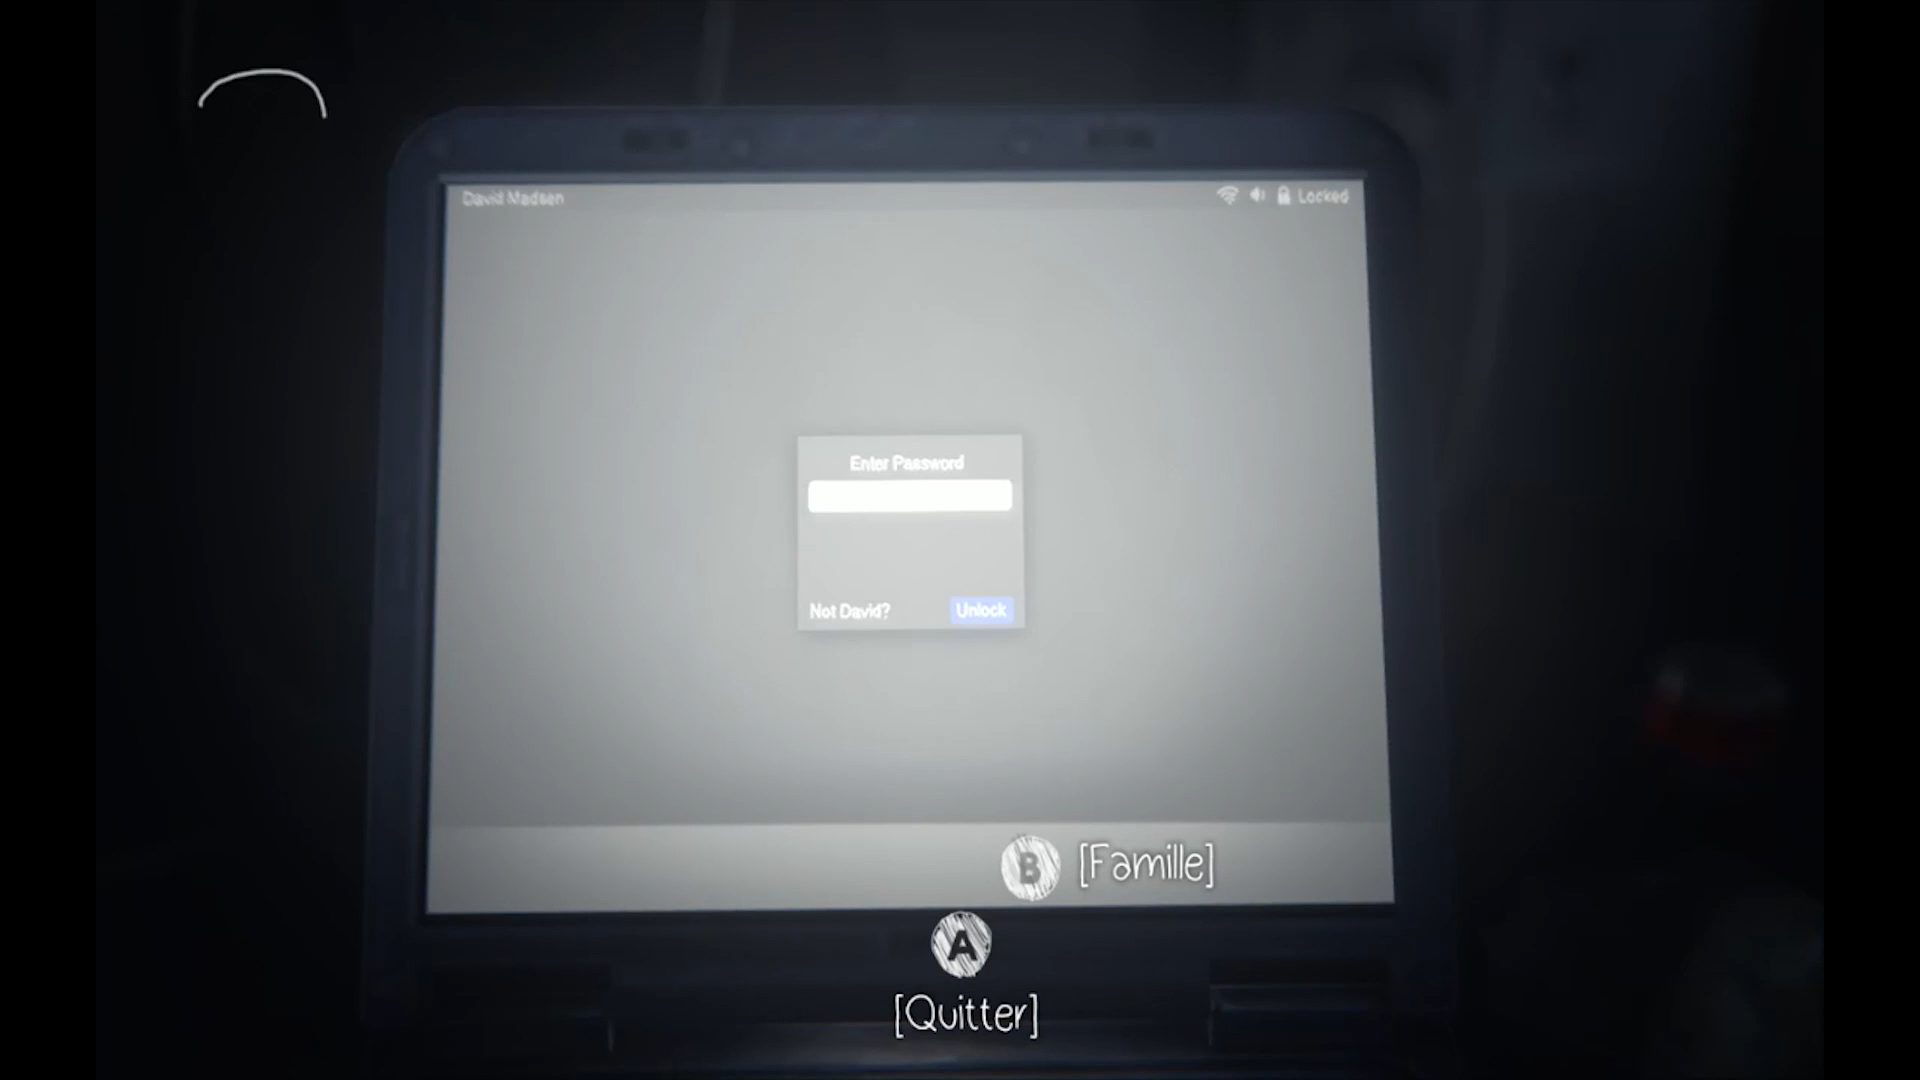 David Madsen
Locked
Enter Password
Not David?
Unlock
B [Famille]
A
[Quitter]